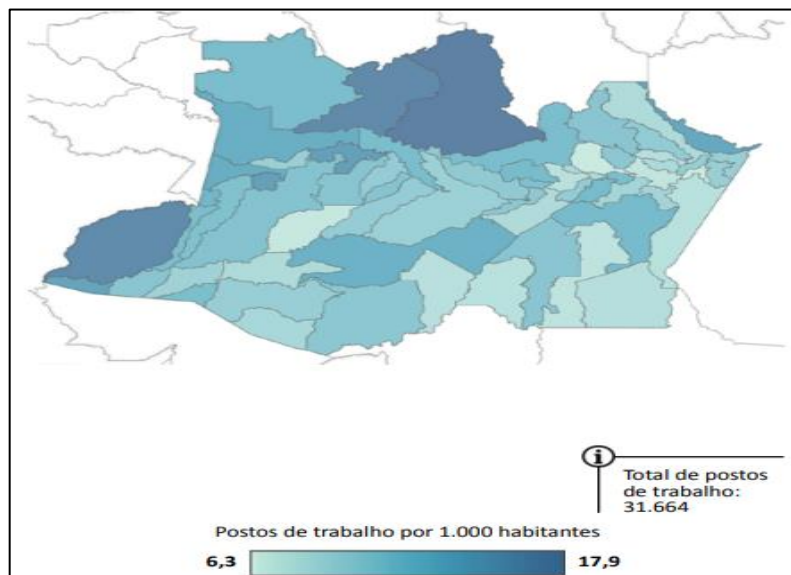 Total de postos
de trabalho:
31.664
Postos de trabalho por 1.000 habitantes
6,3 17,9